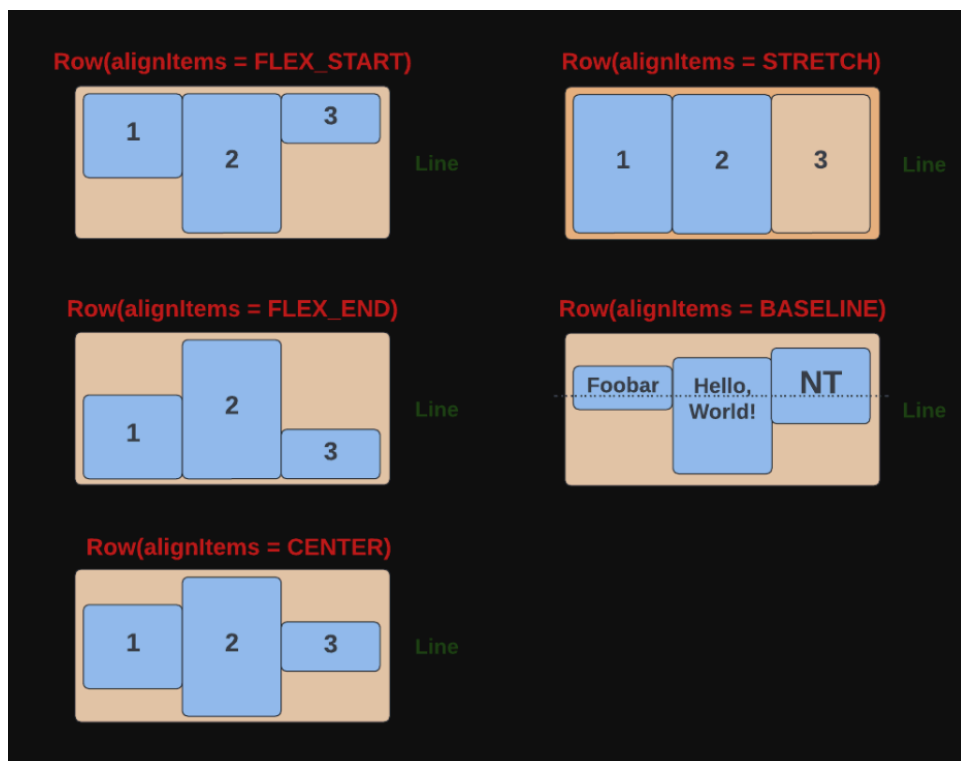 Row(alignItems = FLEX_START)
1
2
3
Line
Row(alignItems = STRETCH)
1
2
3
Line
Row(alignItems = FLEX_END)
1
2
3
Line
Row(alignItems = BASELINE)
Foobar
Hello,
World!
NT
Line
Row(alignItems = CENTER)
1
2
3
Line